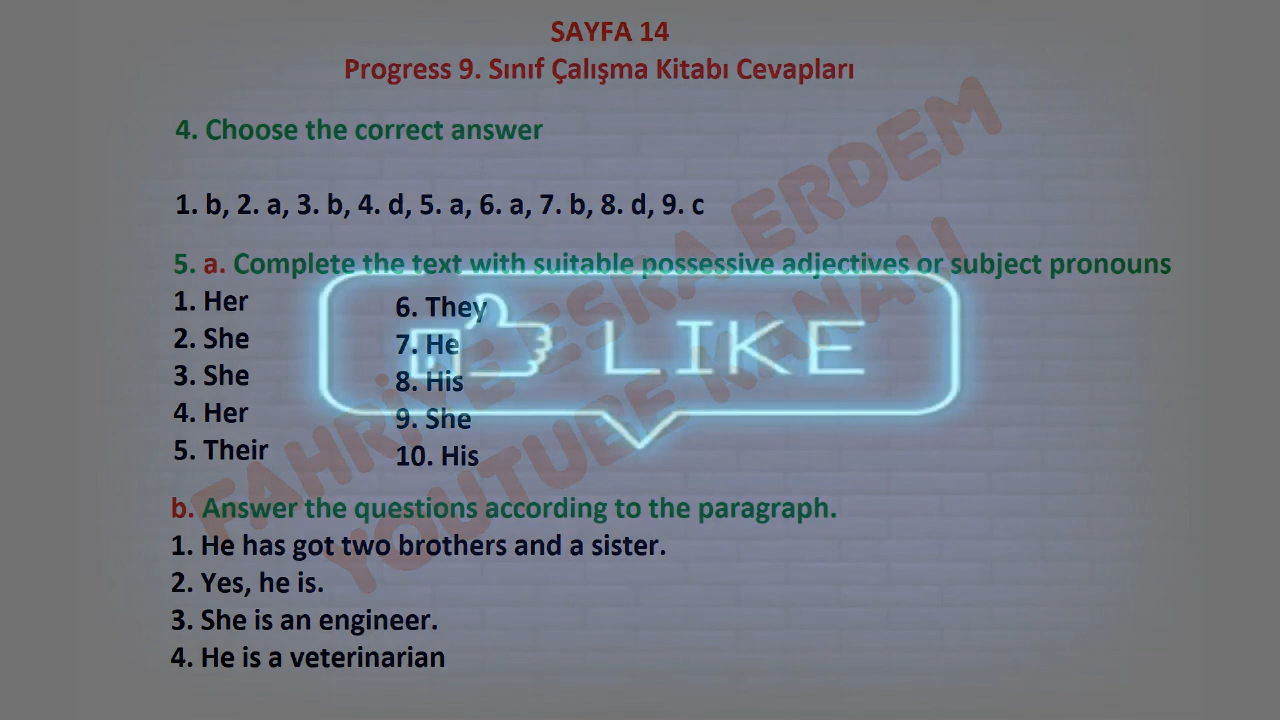 SAYFA 14
Progress 9. Sınıf Çalışma Kitabı Cevapları
4. Choose the correct answer
1. b, 2. a, 3. b, 4. d, 5. a, 6. a, 7. b, 8. d, 9. c
5. a. Complete the text with suitable possessive adjectives or subject pronouns
1. Her
2. She
3. She
4. Her
5. Their
6. They
7. He
8. His
9. She
10. His
LIKE
FAHRİYE ESKA ERDEM
YOUTUBE KANALI
b. Answer the questions according to the paragraph.
1. He has got two brothers and a sister.
2. Yes, he is.
3. She is an engineer.
4. He is a veterinarian